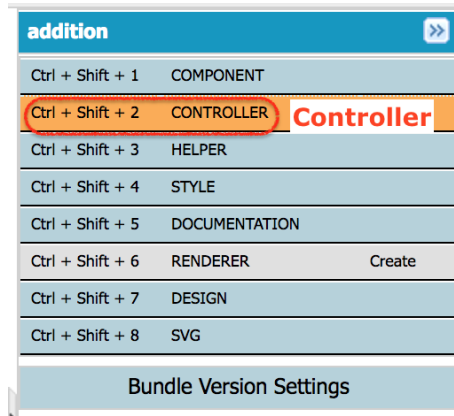 addition
Ctrl + Shift + 1 COMPONENT
Ctrl + Shift + 2 CONTROLLER Controller
Ctrl + Shift + 3 HELPER
Ctrl + Shift + 4 STYLE
Ctrl + Shift + 5 DOCUMENTATION
Ctrl + Shift + 6 RENDERER Create
Ctrl + Shift + 7 DESIGN
Ctrl + Shift + 8 SVG
Bundle Version Settings